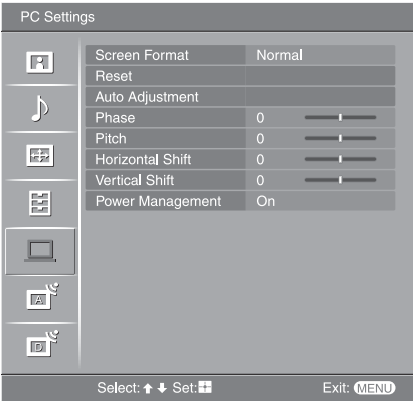 PC Settings
Screen Format Normal
Reset
Auto Adjustment
Phase 0
Pitch 0
Horizontal Shift 0
Vertical Shift 0
Power Management On
A
D
Select: Set: Exit: MENU